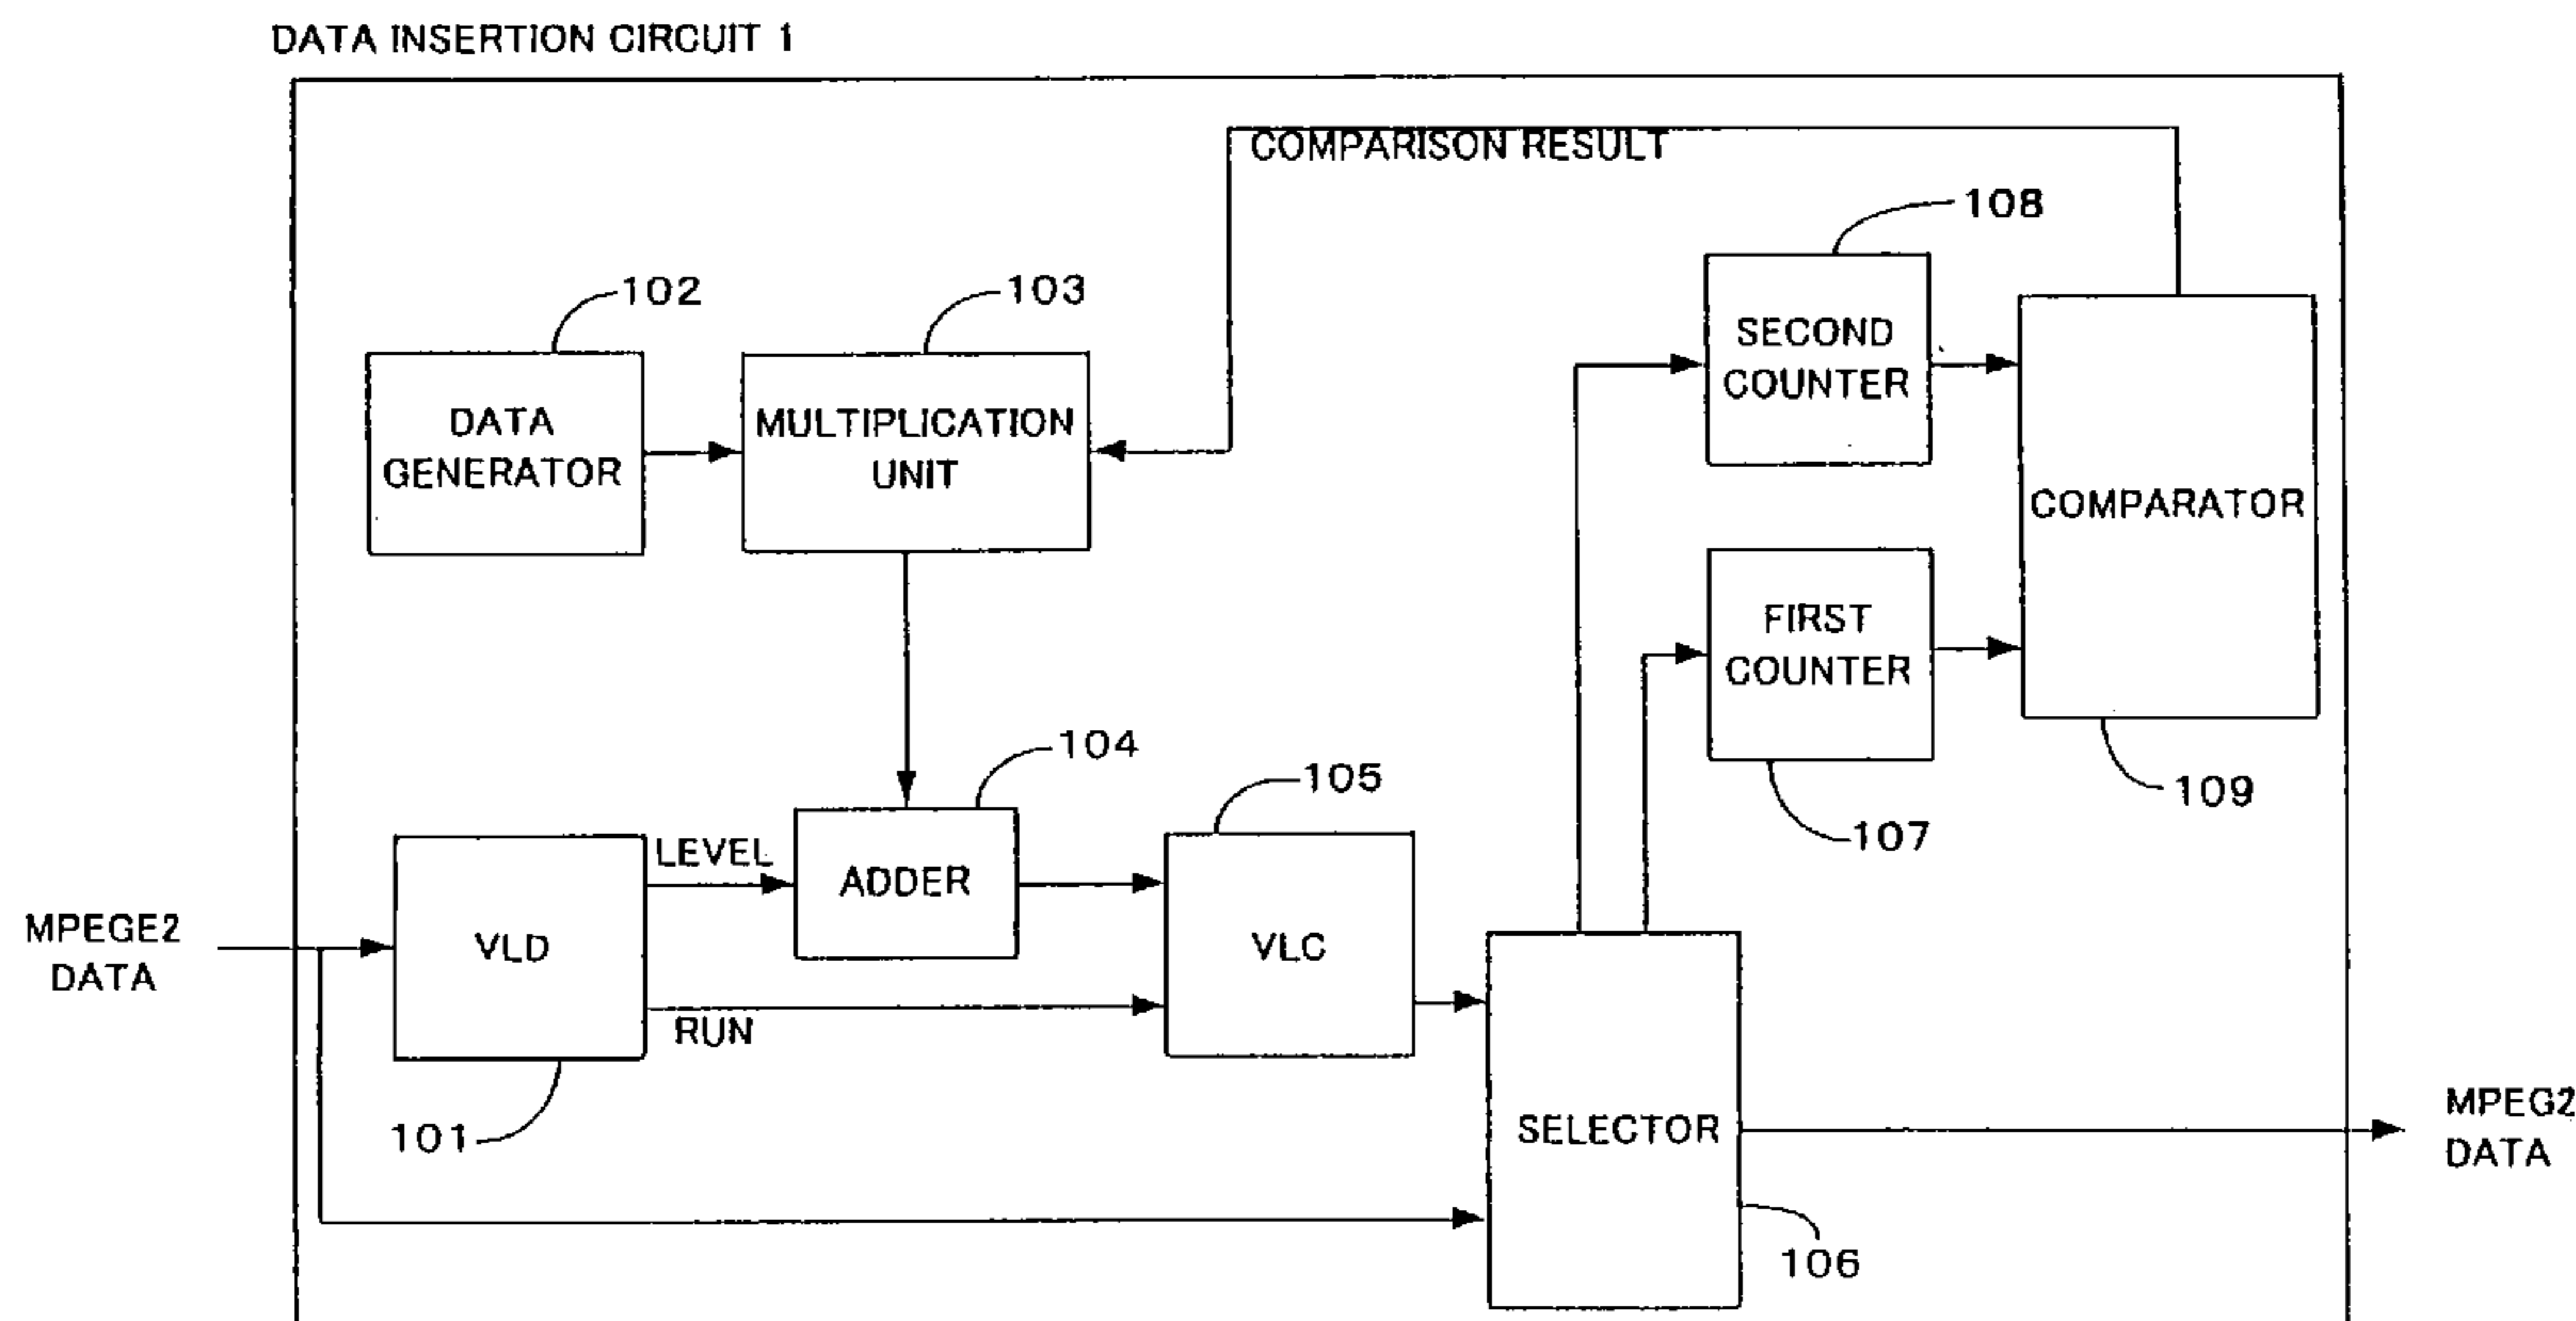 DATA INSERTION CIRCUIT 1
COMPARISON RESULT
108
102
103
SECOND
COUNTER
DATA
GENERATOR
MULTIPLICATION
UNIT
COMPARATOR
FIRST
COUNTER
104
105
109
107
LEVEL
ADDER
MPEGE2
DATA
VLD
VLC
RUN
101
SELECTOR
MPEG2
DATA
106